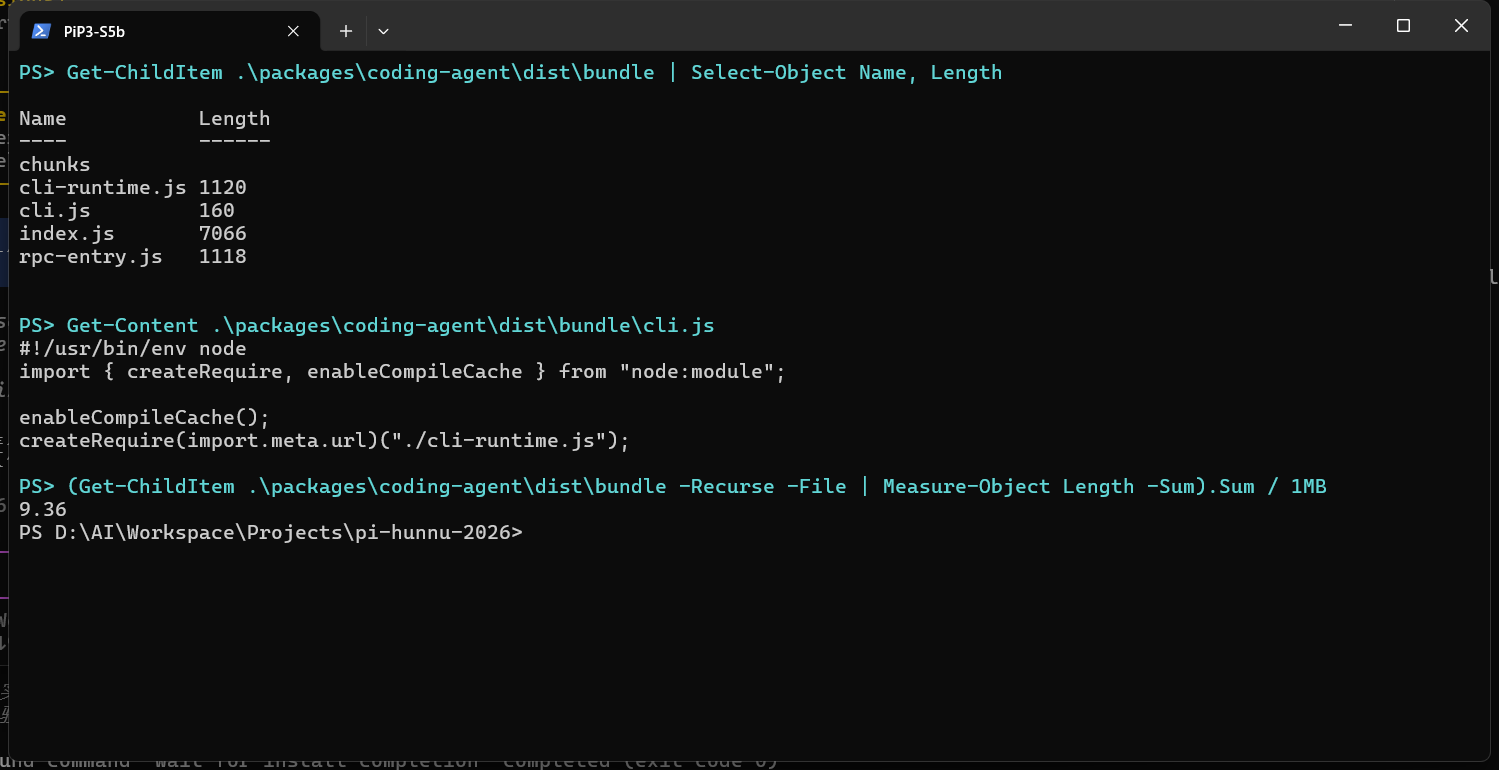 PiP3-S5b
PS> Get-ChildItem .\packages\coding-agent\dist\bundle | Select-Object Name, Length
Name Length
---- ------
chunks
cli-runtime.js 1120
cli.js 160
index.js 7066
rpc-entry.js 1118
PS> Get-Content .\packages\coding-agent\dist\bundle\cli.js
#!/usr/bin/env node
import { createRequire, enableCompileCache } from "node:module";
enableCompileCache();
createRequire(import.meta.url)("./cli-runtime.js");
PS> (Get-ChildItem .\packages\coding-agent\dist\bundle -Recurse -File | Measure-Object Length -Sum).Sum / 1MB
9.36
PS D:\AI\Workspace\Projects\pi-hunnu-2026>